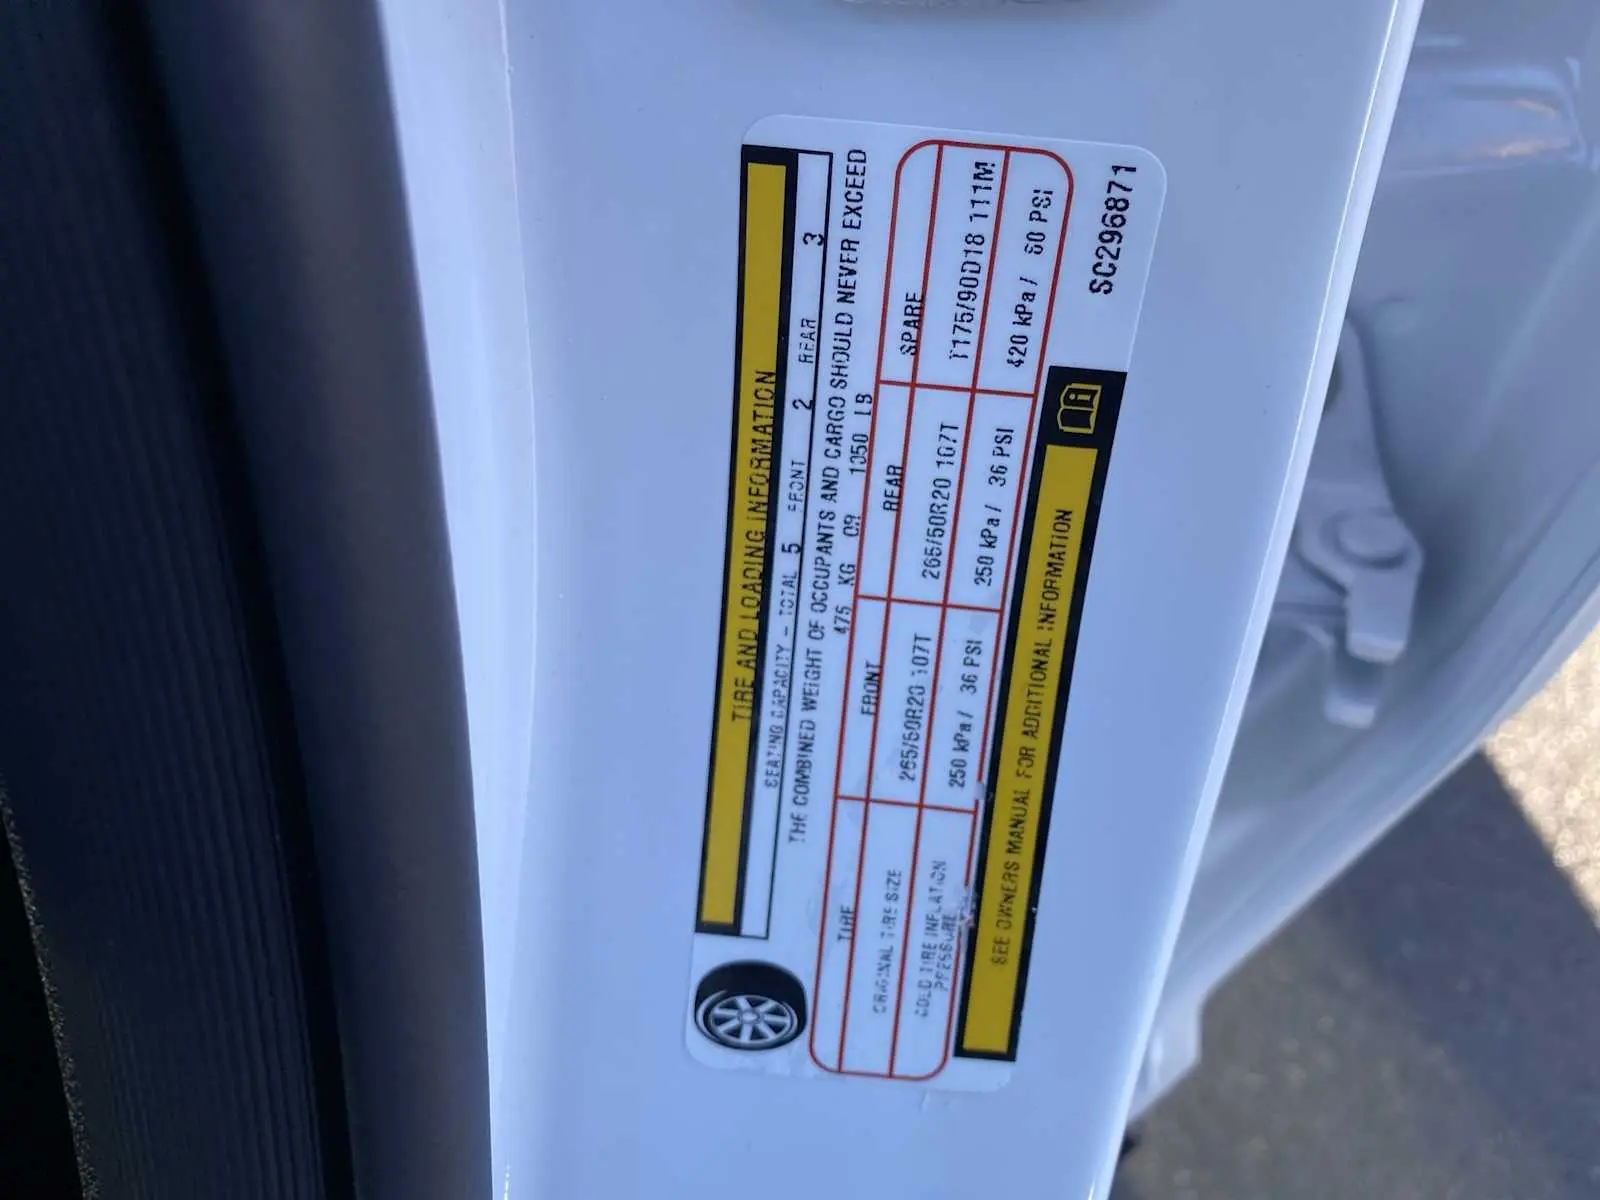 TIRE AND LOADING INFORMATION
SEATING CAPACITY – TOTAL 5 FRONT 2 REAR 3
THE COMBINED WEIGHT OF OCCUPANTS AND CARGO SHOULD NEVER EXCEED
475 KG OR 1050 LB
TIRE FRONT REAR SPARE
ORIGINAL TIRE SIZE 265/50R20 107T 265/50R20 107T T175/90D18 111M
COLD TIRE INFLATION PRESSURE 250 kPa/ 36 PSI 250 kPa/ 36 PSI 420 kPa/ 60 PSI
SEE OWNERS MANUAL FOR ADDITIONAL INFORMATION
SC296871